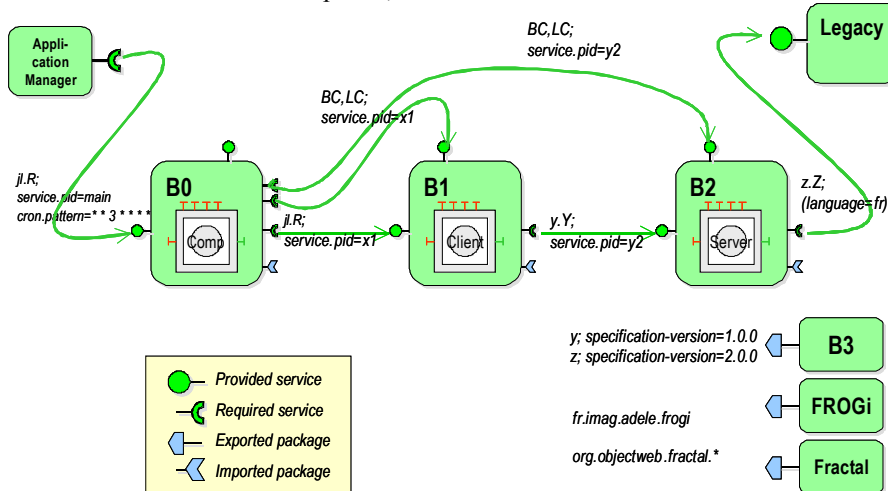 Appli-
cation
Manager
BC,LC;
service.pid=y2
Legacy
BC,LC;
service.pid=x1
jl.R;
service.pid=main
cron.pattern=* * 3 * * * *
B0
Comp
jl.R;
service.pid=x1
B1
Client
y.Y;
service.pid=y2
B2
Server
z.Z;
(language=fr)
y; specification-version=1.0.0
z; specification-version=2.0.0
B3
fr.imag.adele.frogi
FROGi
org.objectweb.fractal.*
Fractal
Provided service
Required service
Exported package
Imported package